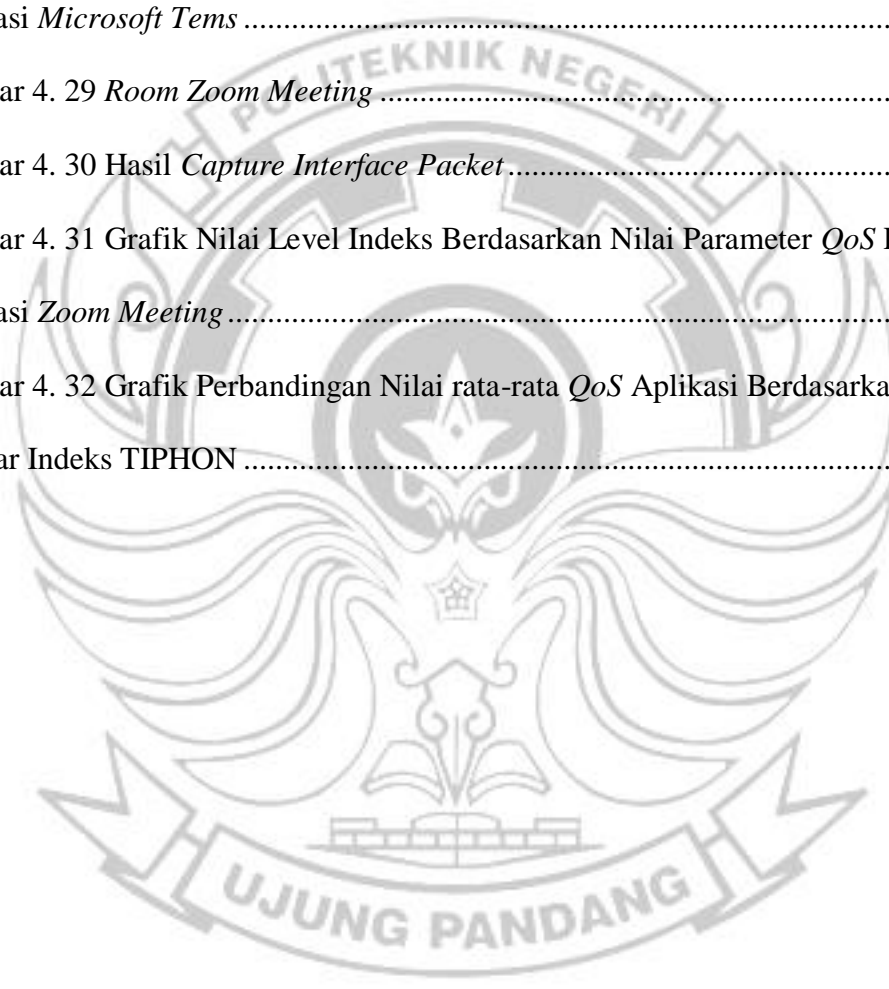 asi Microsoft Tems ........................................................................
ar 4. 29 Room Zoom Meeting ........................................................................
ar 4. 30 Hasil Capture Interface Packet ........................................................................
ar 4. 31 Grafik Nilai Level Indeks Berdasarkan Nilai Parameter QoS
asi Zoom Meeting ........................................................................
ar 4. 32 Grafik Perbandingan Nilai rata-rata QoS Aplikasi Berdasarka
ar Indeks TIPHON ........................................................................
POLITEKNIK NEGERI
UJUNG PANDANG